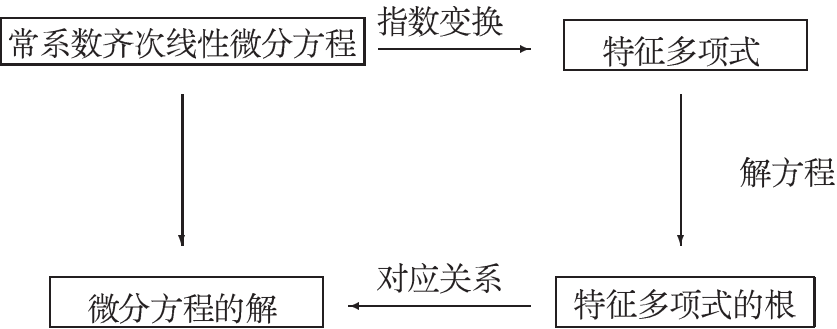 常系数齐次线性微分方程
指数变换
特征多项式
解方程
微分方程的解
对应关系
特征多项式的根